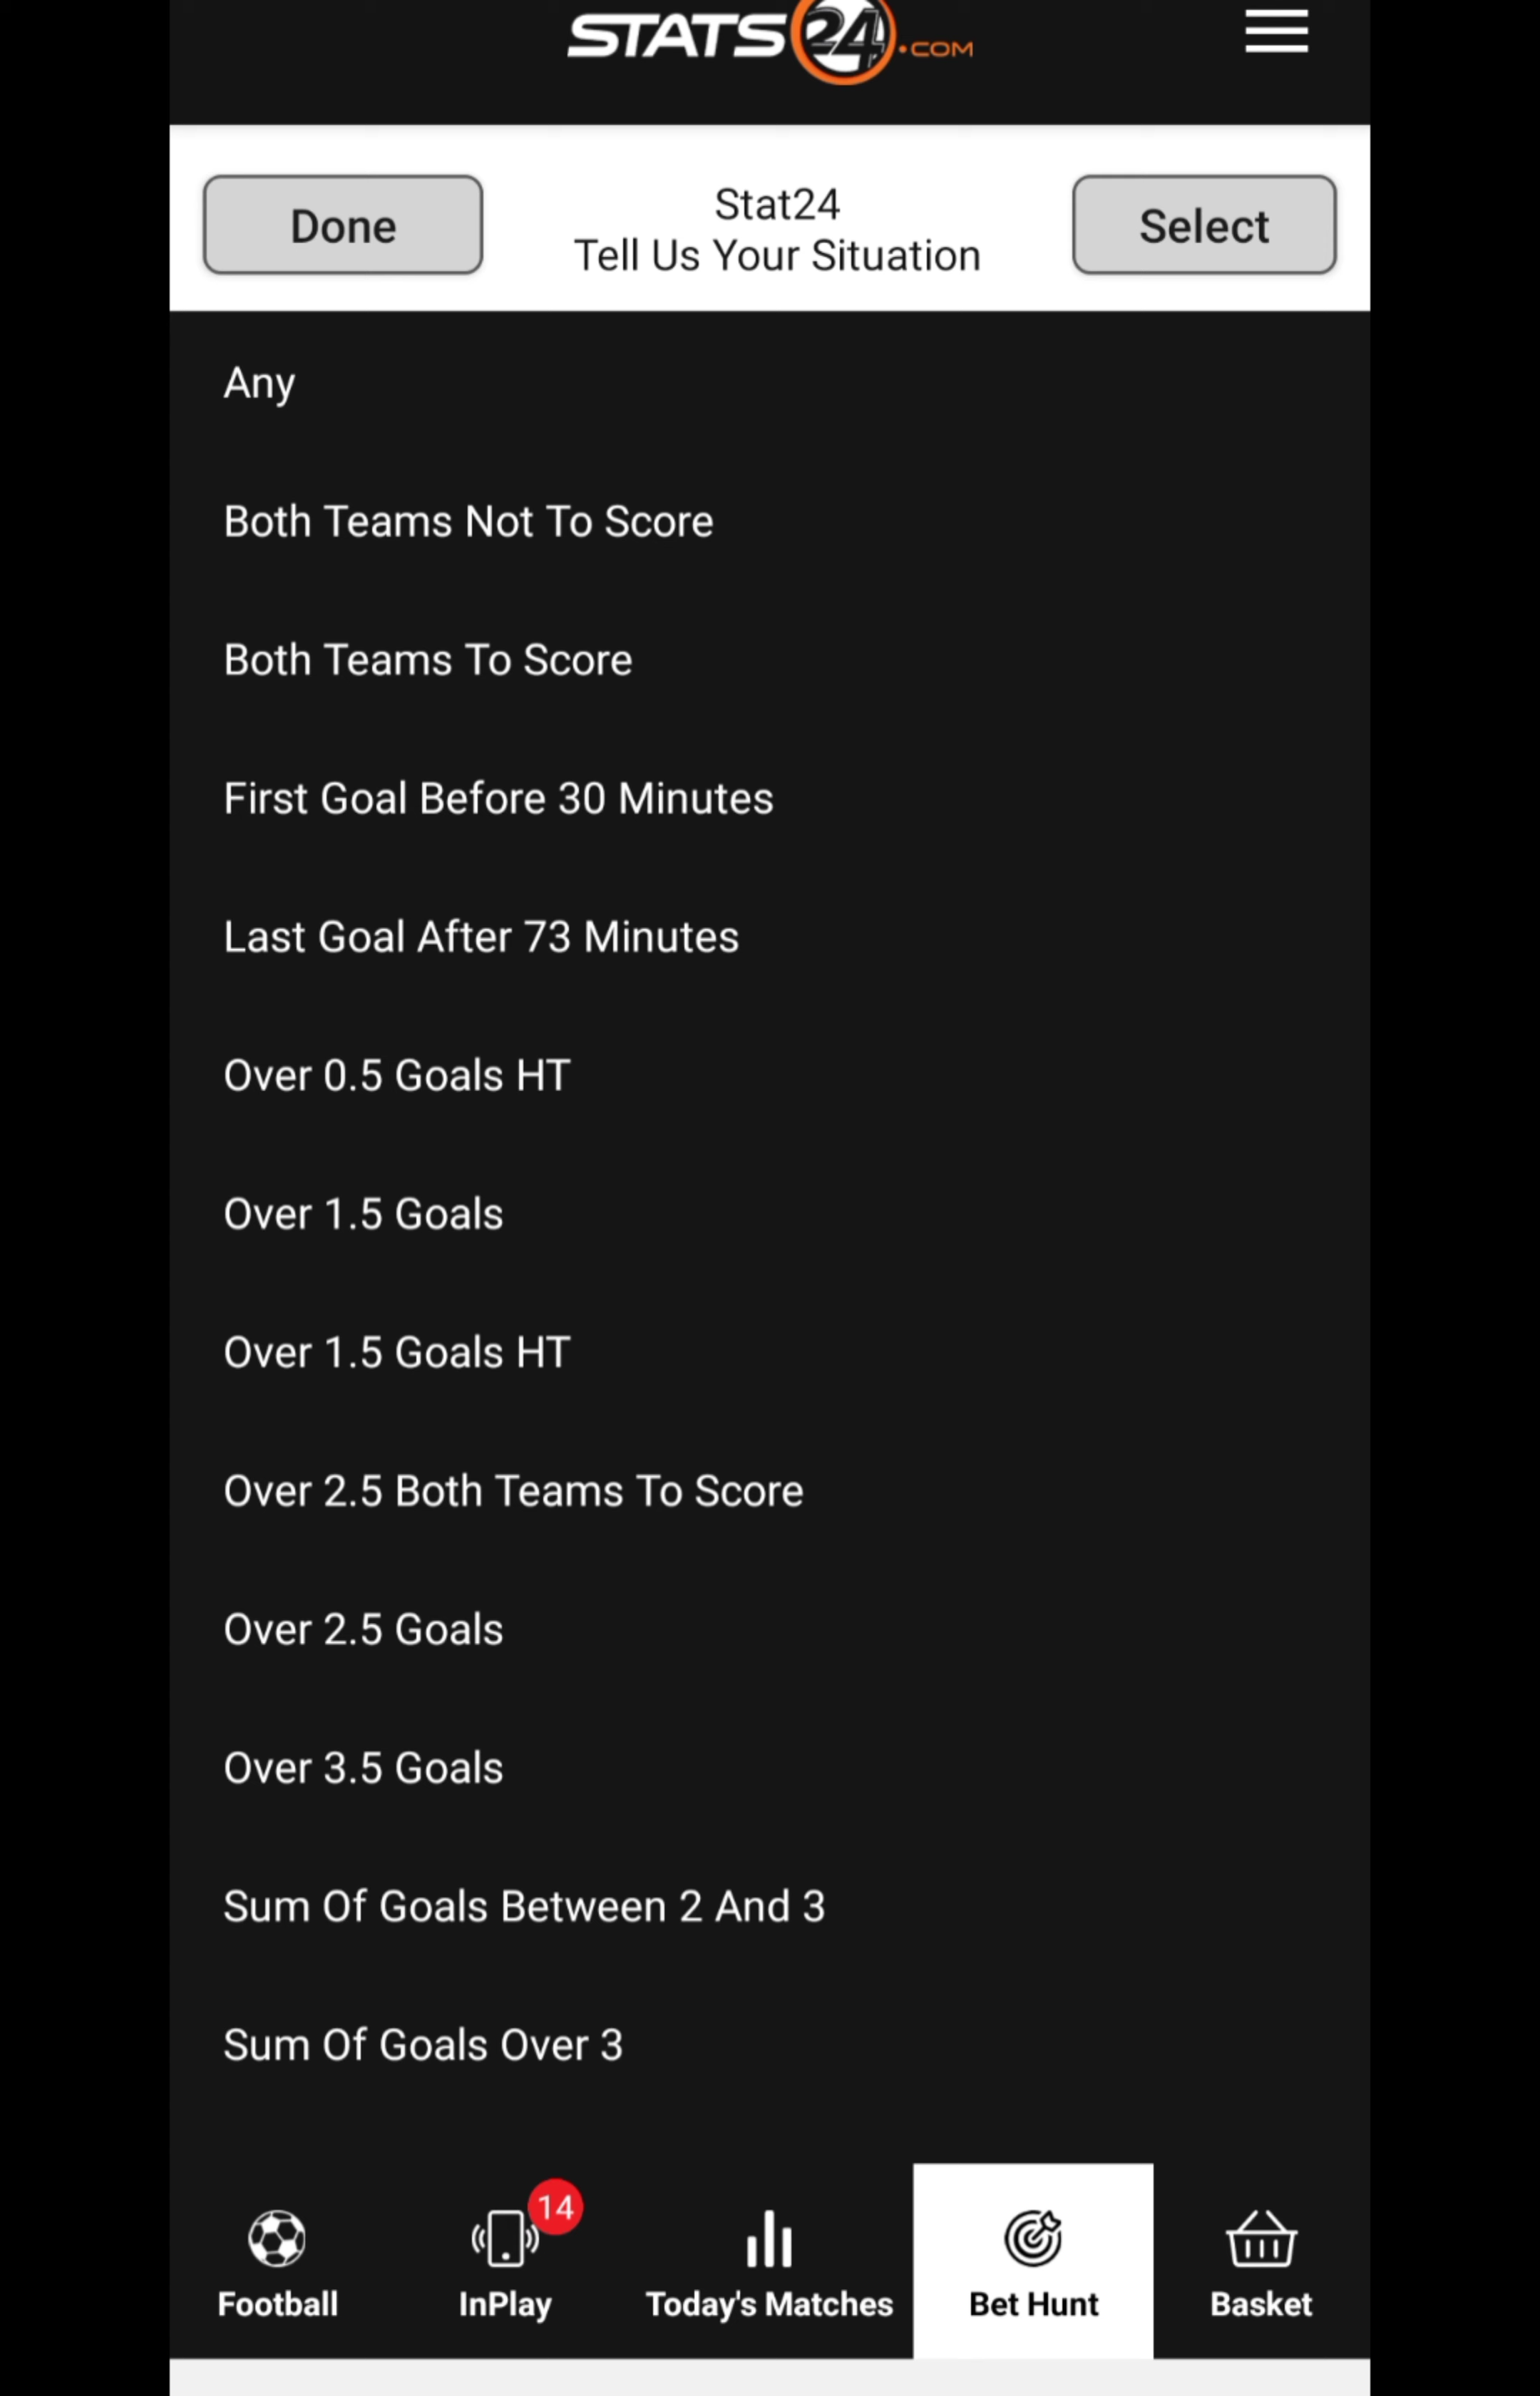 STATS24.COM
Done
Stat24
Tell Us Your Situation
Select
Any
Both Teams Not To Score
Both Teams To Score
First Goal Before 30 Minutes
Last Goal After 73 Minutes
Over 0.5 Goals HT
Over 1.5 Goals
Over 1.5 Goals HT
Over 2.5 Both Teams To Score
Over 2.5 Goals
Over 3.5 Goals
Sum Of Goals Between 2 And 3
Sum Of Goals Over 3
14
Football
InPlay
Today's Matches
Bet Hunt
Basket